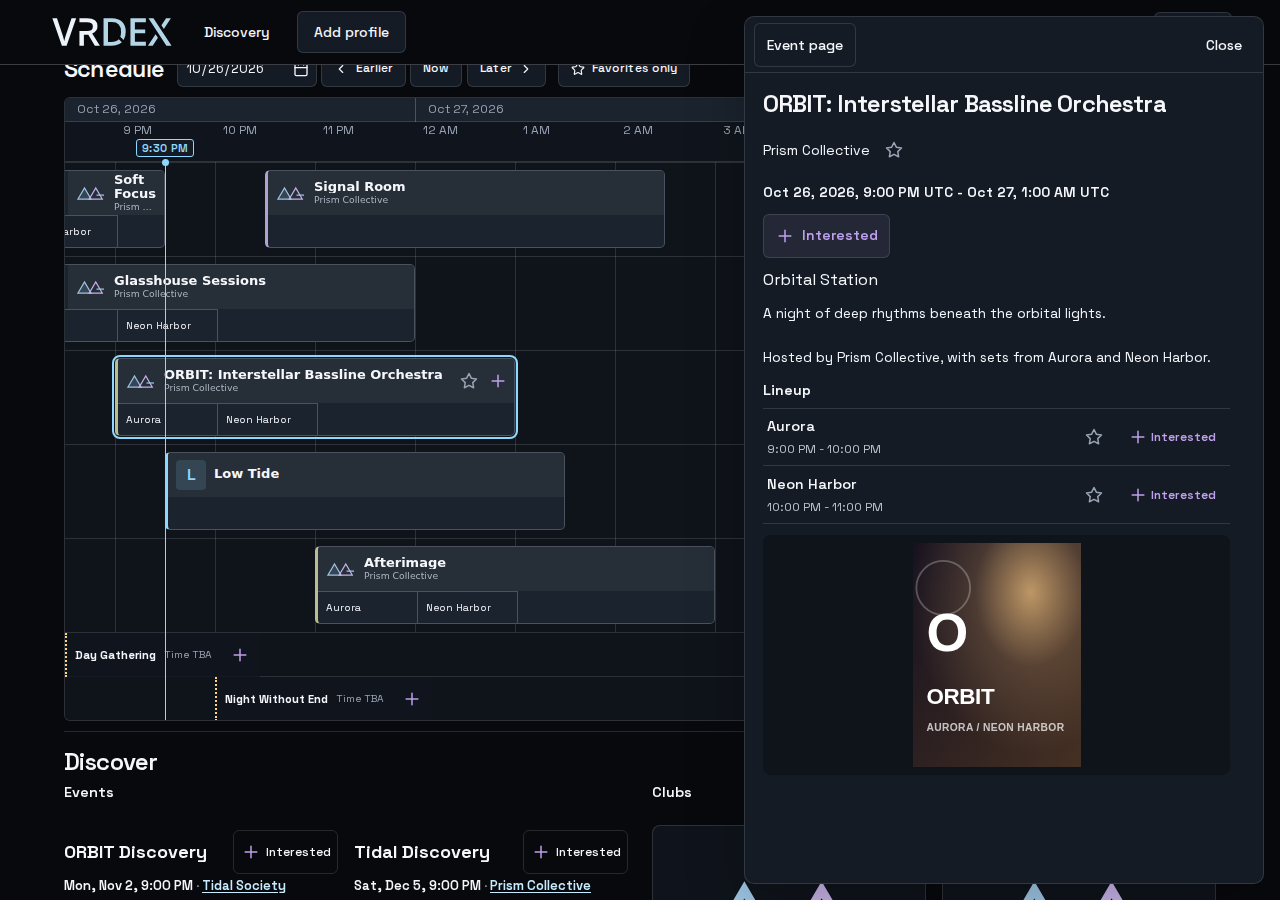 VRDEX
Discovery
Add profile
Schedule
10/26/2026
Earlier
Now
Later
Favorites only
Oct 26, 2026
Oct 27, 2026
9 PM
10 PM
11 PM
12 AM
1 AM
2 AM
9:30 PM
Soft
Focus
Prism ...
Signal Room
Prism Collective
Glasshouse Sessions
Prism Collective
Neon Harbor
ORBIT: Interstellar Bassline Orchestra
Prism Collective
Aurora
Neon Harbor
L
Low Tide
Afterimage
Prism Collective
Aurora
Neon Harbor
Day Gathering
Time TBA
Night Without End
Time TBA
Discover
Events
Clubs
ORBIT Discovery
Interested
Mon, Nov 2, 9:00 PM · Tidal Society
Tidal Discovery
Interested
Sat, Dec 5, 9:00 PM · Prism Collective
Event page
Close
ORBIT: Interstellar Bassline Orchestra
Prism Collective
Oct 26, 2026, 9:00 PM UTC - Oct 27, 1:00 AM UTC
Interested
Orbital Station
A night of deep rhythms beneath the orbital lights.
Hosted by Prism Collective, with sets from Aurora and Neon Harbor.
Lineup
Aurora
9:00 PM - 10:00 PM
Interested
Neon Harbor
10:00 PM - 11:00 PM
Interested
O
ORBIT
AURORA / NEON HARBOR